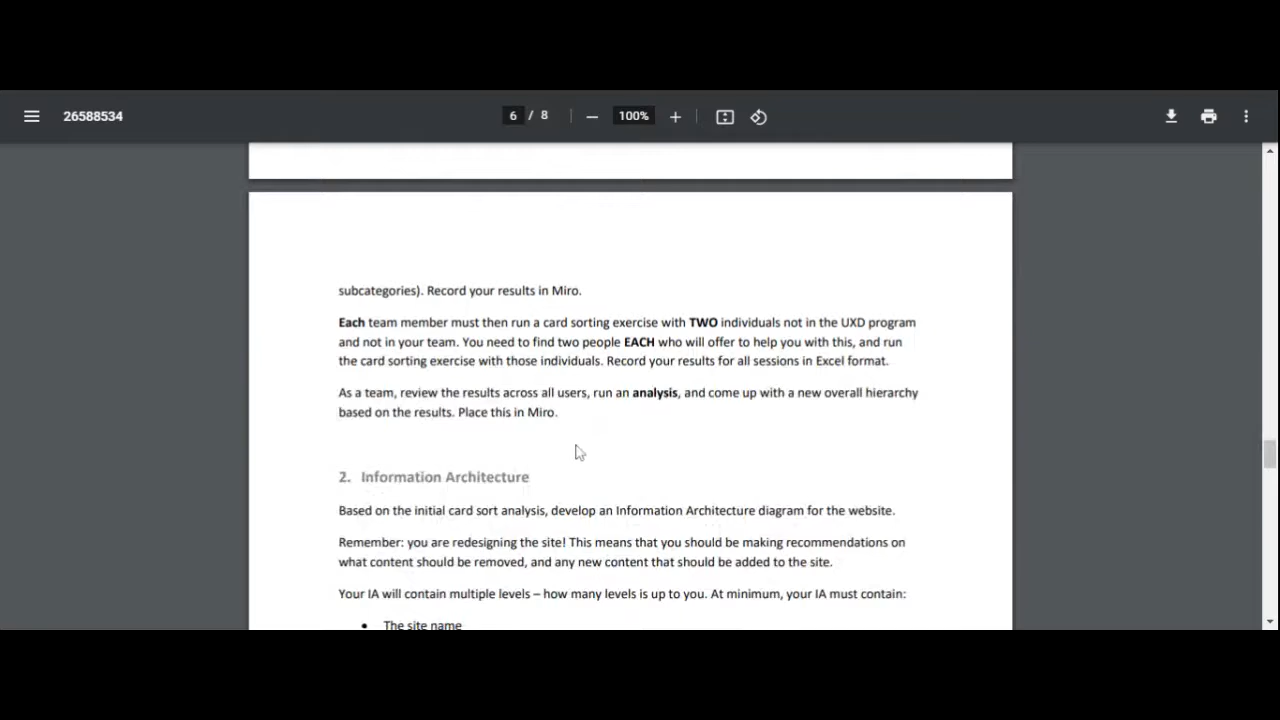 26588534
6 / 8
100%
subcategories). Record your results in Miro.
Each team member must then run a card sorting exercise with TWO individuals not in the UXD program
and not in your team. You need to find two people EACH who will offer to help you with this, and run
the card sorting exercise with those individuals. Record your results for all sessions in Excel format.
As a team, review the results across all users, run an analysis, and come up with a new overall hierarchy
based on the results. Place this in Miro.
2. Information Architecture
Based on the initial card sort analysis, develop an Information Architecture diagram for the website.
Remember: you are redesigning the site! This means that you should be making recommendations on
what content should be removed, and any new content that should be added to the site.
Your IA will contain multiple levels – how many levels is up to you. At minimum, your IA must contain:
• The site name